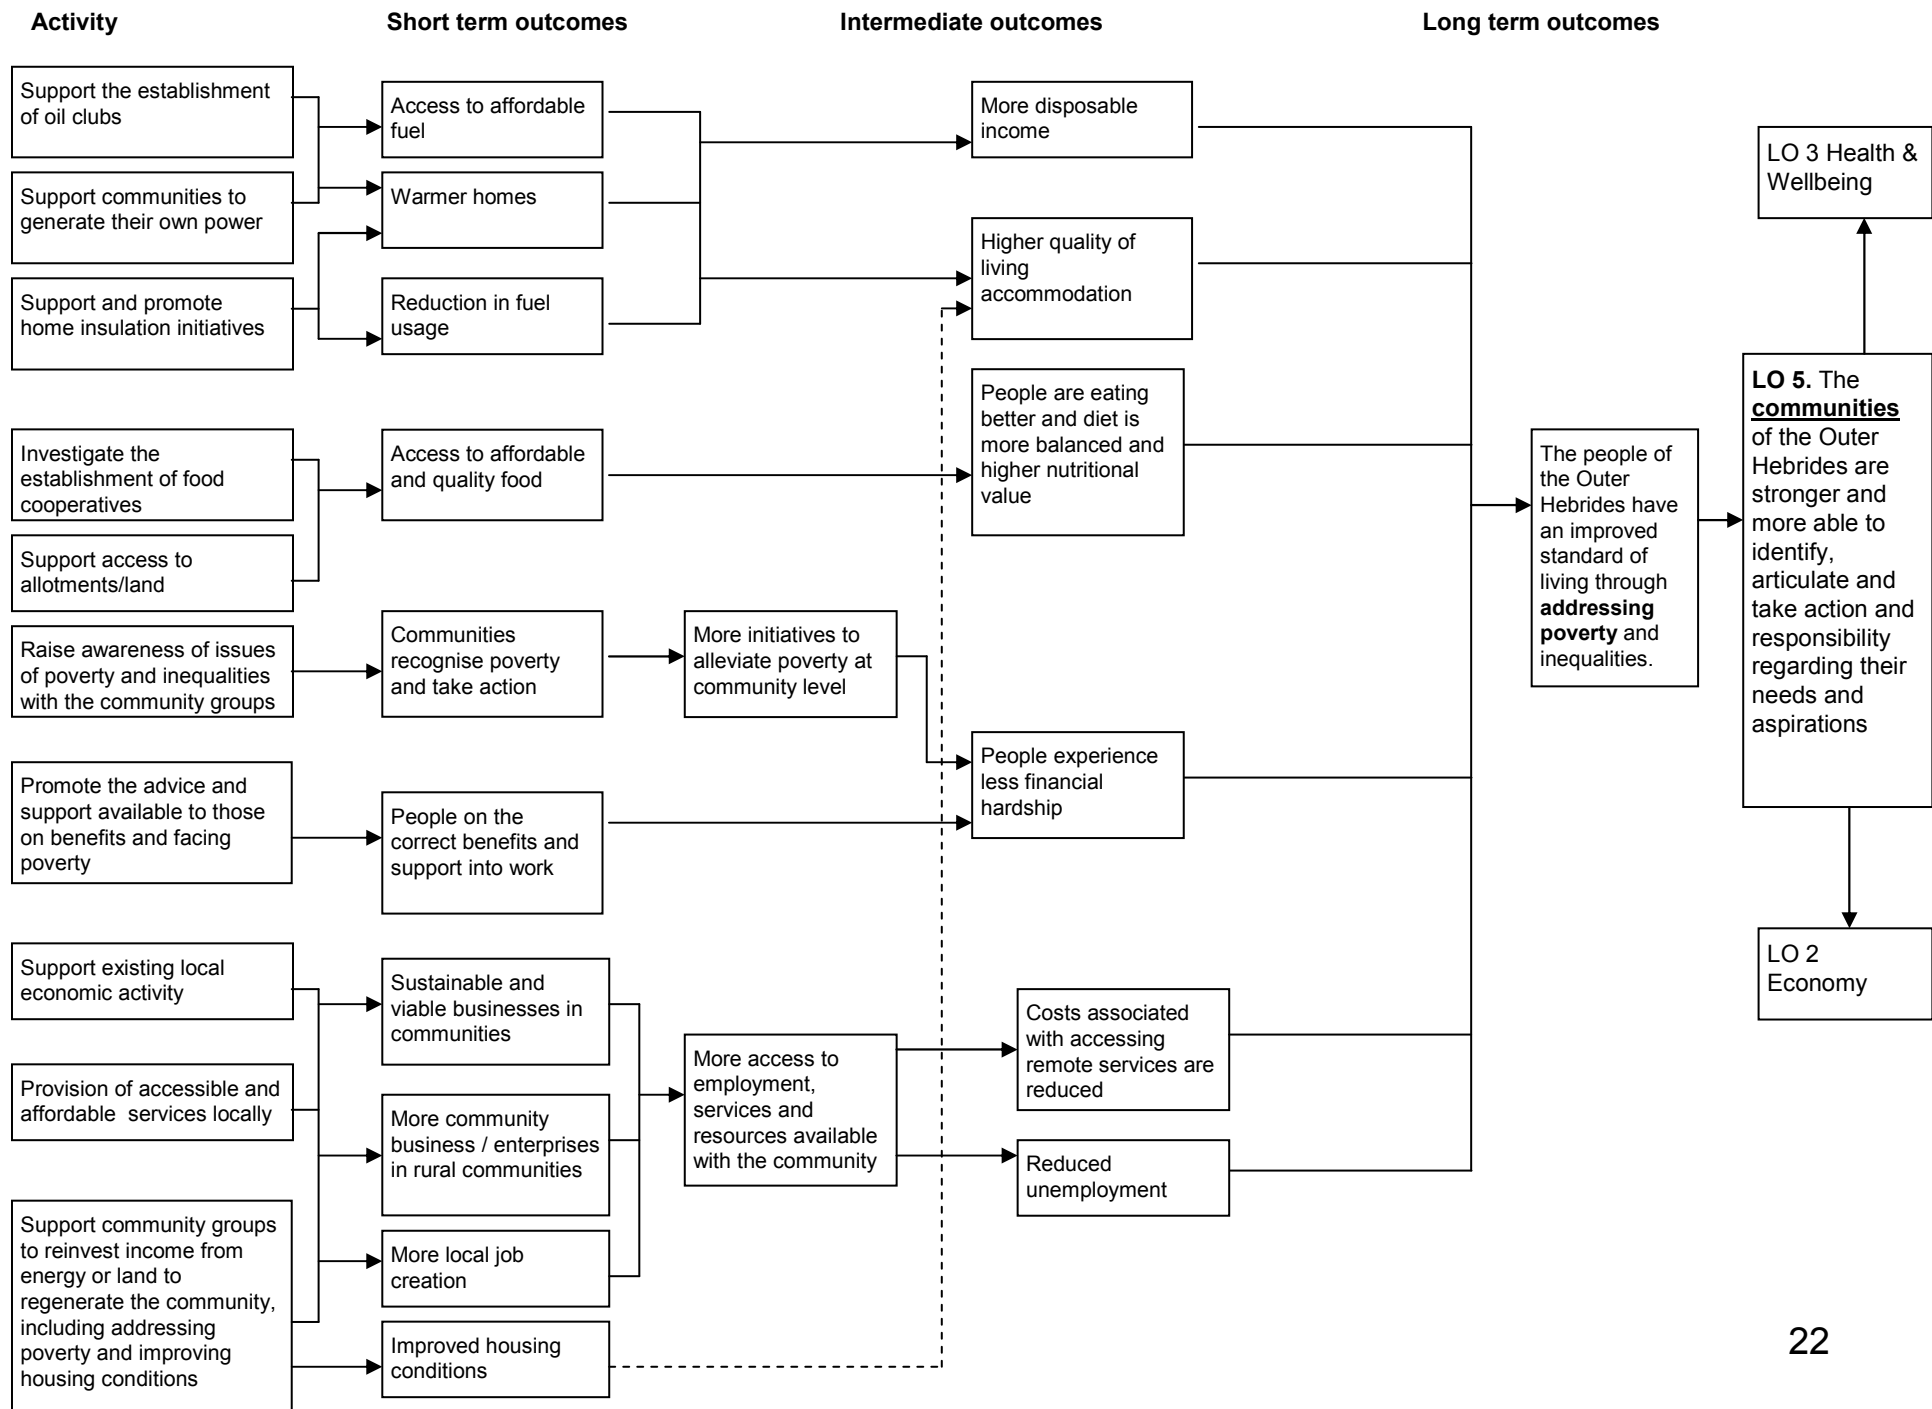 Activity
Short term outcomes
Intermediate outcomes
Long term outcomes
Support the establishment
of oil clubs
Support communities to
generate their own power
Support and promote
home insulation initiatives
Investigate the
establishment of food
cooperatives
Support access to
allotments/land
Raise awareness of issues
of poverty and inequalities
with the community groups
Promote the advice and
support available to those
on benefits and facing
poverty
Support existing local
economic activity
Provision of accessible and
affordable services locally
Support community groups
to reinvest income from
energy or land to
regenerate the community,
including addressing
poverty and improving
housing conditions
Access to affordable
fuel
Warmer homes
Reduction in fuel
usage
Access to affordable
and quality food
Communities
recognise poverty
and take action
People on the
correct benefits and
support into work
Sustainable and
viable businesses in
communities
More community
business / enterprises
in rural communities
More local job
creation
Improved housing
conditions
More initiatives to
alleviate poverty at
community level
More access to
employment,
services and
resources available
with the community
More disposable
income
Higher quality of
living
accommodation
People are eating
better and diet is
more balanced and
higher nutritional
value
People experience
less financial
hardship
Costs associated
with accessing
remote services are
reduced
Reduced
unemployment
The people of
the Outer
Hebrides have
an improved
standard of
living through
addressing
poverty and
inequalities.
LO 3 Health &
Wellbeing
LO 5. The
communities
of the Outer
Hebrides are
stronger and
more able to
identify,
articulate and
take action and
responsibility
regarding their
needs and
aspirations
LO 2
Economy
22